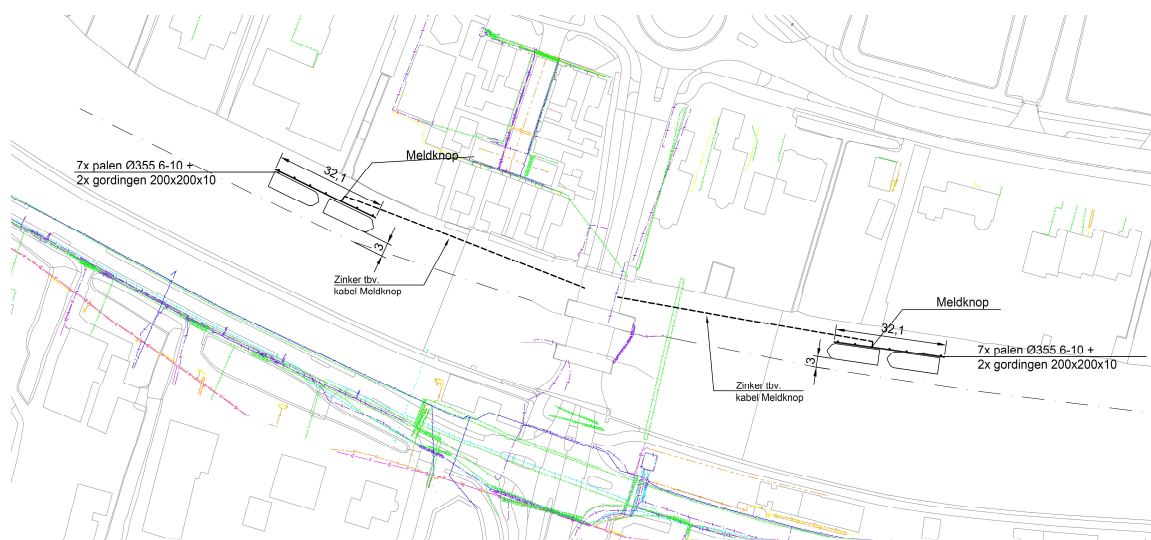 Meldknop
7x palen Ø355.6-10 +
2x gordingen 200x200x10
32,1
3
Zinker tbv.
kabel Meldknop
Meldknop
32,1
7x palen Ø355.6-10 +
2x gordingen 200x200x10
3
Zinker tbv.
kabel Meldknop